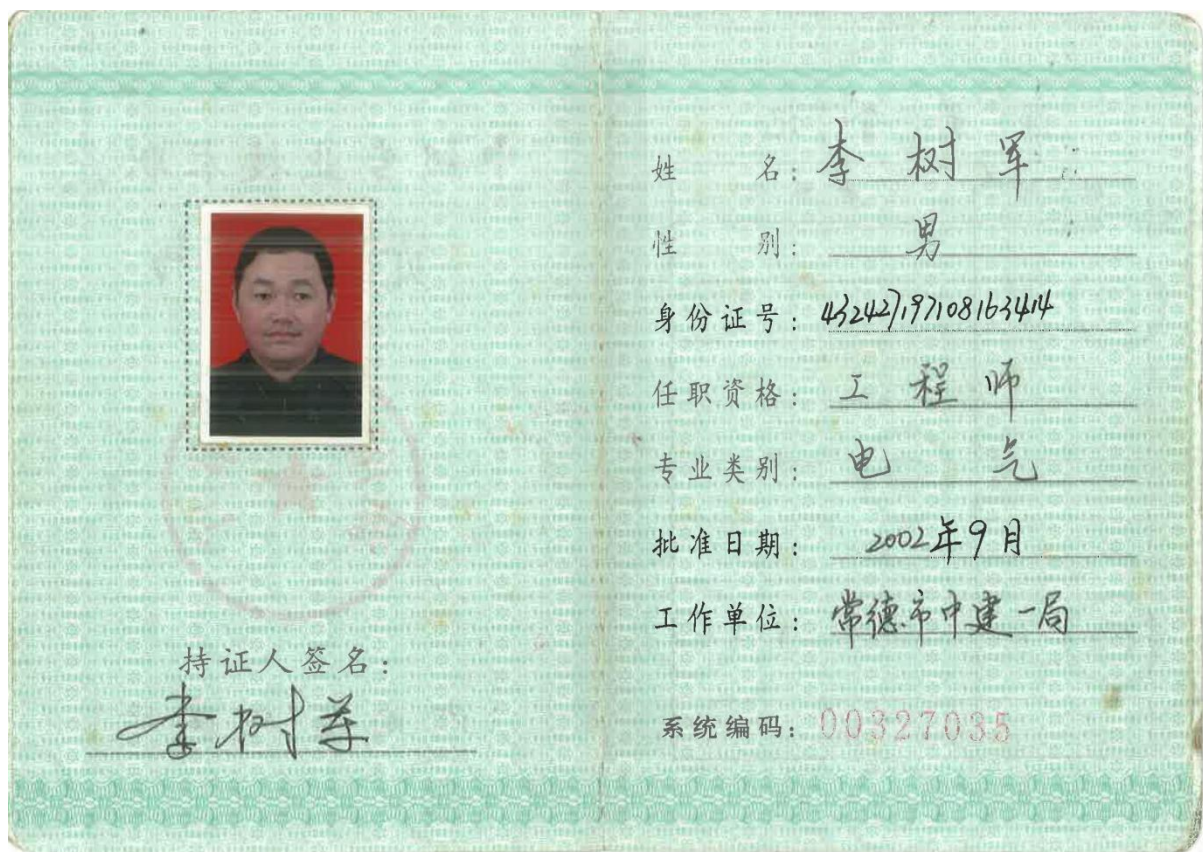 姓 名：李树军
性 别：男
身份证号：432427197108163414
任职资格：工程师
专业类别：电气
批准日期：2002年9月
工作单位：常德市中建一局
系统编码：00327035
持证人签名：
李树军